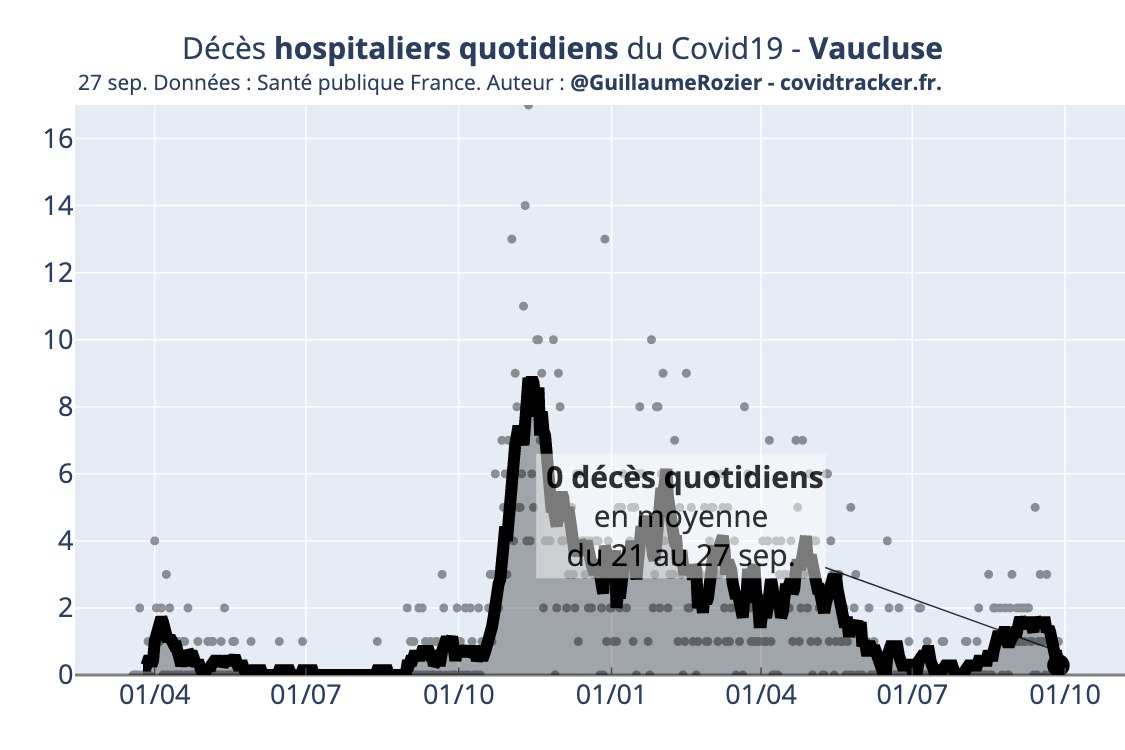 Décès hospitaliers quotidiens du Covid19 - Vaucluse
27 sep. Données : Santé publique France. Auteur : @GuillaumeRozier - covidtracker.fr.
16
14
12
10
8
6
4
2
0
0 décès quotidiens
en moyenne
du 21 au 27 sep.
01/04 01/07 01/10 01/01 01/04 01/07 01/10